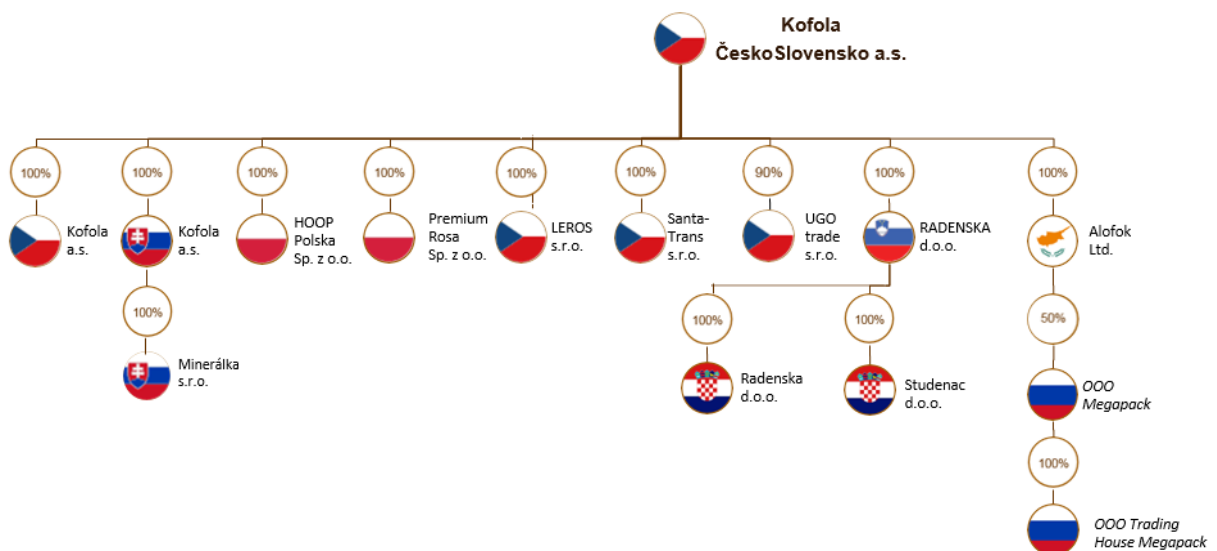 Kofola
ČeskoSlovensko a.s.
100%
100%
100%
100%
100%
100%
90%
100%
100%
Kofola
a.s.
Kofola
a.s.
HOOP
Polska
Sp. z o.o.
Premium
Rosa
Sp. z o.o.
LEROS
s.r.o.
Santa-
Trans
s.r.o.
UGO
trade
s.r.o.
RADENSKA
d.o.o.
Alofok
Ltd.
100%
100%
100%
50%
Minerálka
s.r.o.
Radenska
d.o.o.
Studenac
d.o.o.
OOO
Megapack
100%
OOO Trading
House Megapack